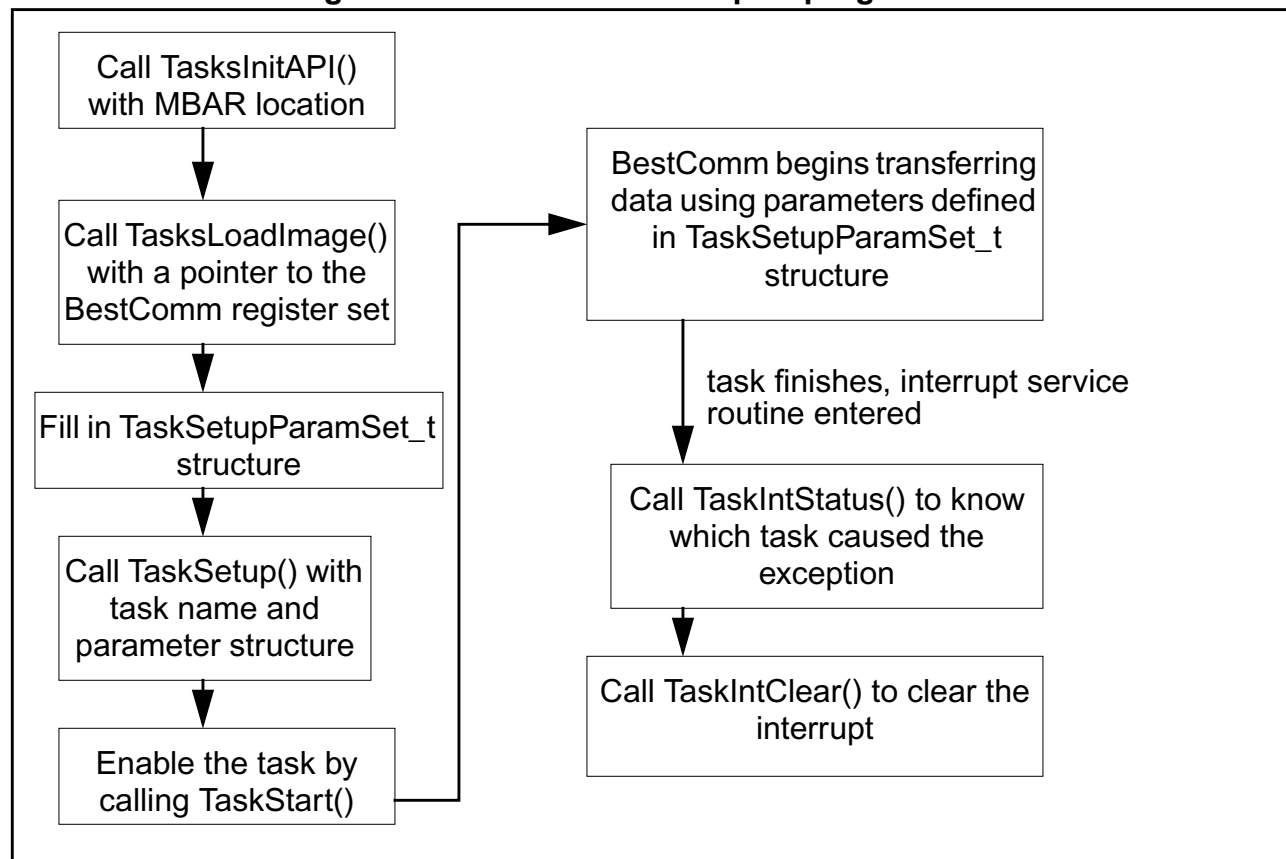 Call TasksInitAPI()
with MBAR location
Call TasksLoadImage()
with a pointer to the
BestComm register set
Fill in TaskSetupParamSet_t
structure
Call TaskSetup() with
task name and
parameter structure
Enable the task by
calling TaskStart()
BestComm begins transferring
data using parameters defined
in TaskSetupParamSet_t
structure
task finishes, interrupt service
routine entered
Call TaskIntStatus() to know
which task caused the
exception
Call TaskIntClear() to clear the
interrupt